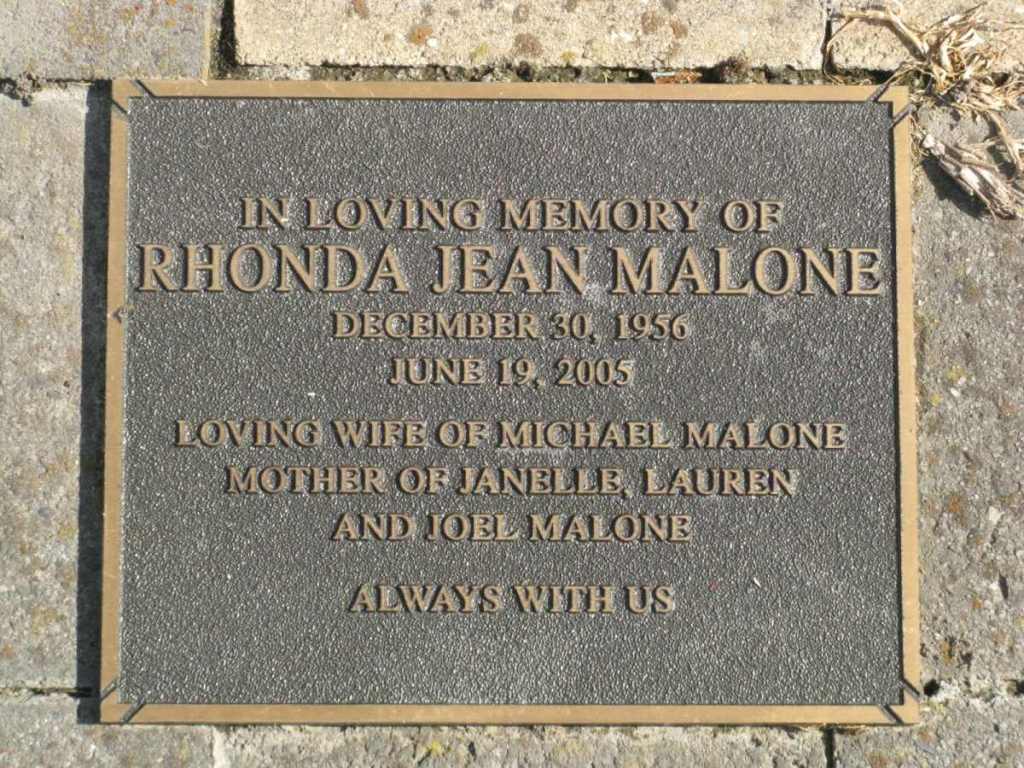 IN LOVING MEMORY OF
RHONDA JEAN MALONE
DECEMBER 30, 1956
JUNE 19, 2005
LOVING WIFE OF MICHAEL MALONE
MOTHER OF JANELLE, LAUREN
AND JOEL MALONE
ALWAYS WITH US